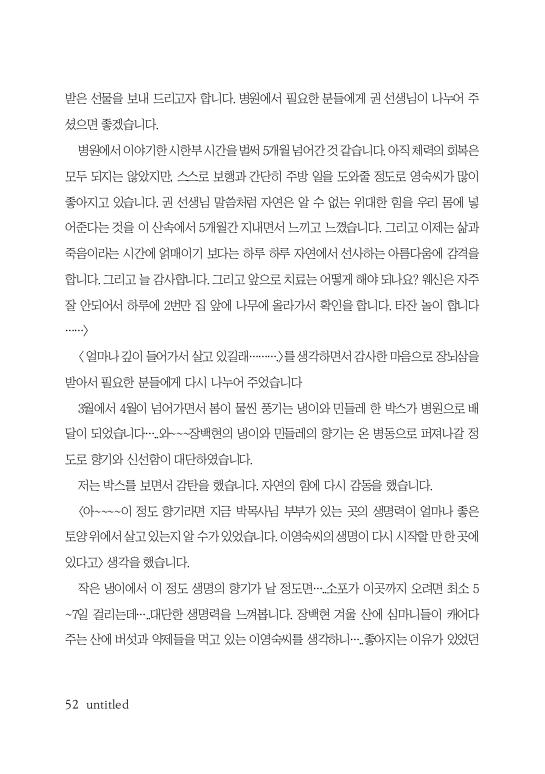 받은 선물을 보내 드리고자 합니다. 병원에서 필요한 분들에게 권 선생님이 나누어 주
셨으면 좋겠습니다.
병원에서 이야기한 시한부 시간을 벌써 5개월 넘어간 것 같습니다. 아직 체력의 회복은
모두 되지는 않았지만, 스스로 보행과 간단히 주방 일을 도와줄 정도로 영숙씨가 많이
좋아지고 있습니다. 권 선생님 말씀처럼 자연은 알 수 없는 위대한 힘을 우리 몸에 넣
어준다는 것을 이 산속에서 5개월간 지내면서 느끼고 느꼈습니다. 그리고 이제는 삶과
죽음이라는 시간에 얽매이기 보다는 하루 하루 자연에서 선사하는 아름다움에 감격을
합니다. 그리고 늘 감사합니다. 그리고 앞으로 치료는 어떻게 해야 되나요? 웨신은 자주
잘 안되어서 하루에 2번만 집 앞에 나무에 올라가서 확인을 합니다. 타잔 놀이 합니다
……〉
〈 얼마나 깊이 들어가서 살고 있길래………..〉를 생각하면서 감사한 마음으로 장뇌삼을
받아서 필요한 분들에게 다시 나누어 주었습니다
3월에서 4월이 넘어가면서 봄이 물씬 풍기는 냉이와 민들레 한 박스가 병원으로 배
달이 되었습니다…..와~~~장백현의 냉이와 민들레의 향기는 온 병동으로 퍼져나갈 정
도로 향기와 신선함이 대단하였습니다.
저는 박스를 보면서 감탄을 했습니다. 자연의 힘에 다시 감동을 했습니다.
〈아~~~~이 정도 향기라면 지금 박목사님 부부가 있는 곳의 생명력이 얼마나 좋은
토양 위에서 살고 있는지 알 수가 있었습니다. 이영숙씨의 생명이 다시 시작할 만 한 곳에
있다고〉 생각을 했습니다.
작은 냉이에서 이 정도 생명의 향기가 날 정도면…..소포가 이곳까지 오려면 최소 5
~7일 걸리는데…..대단한 생명력을 느껴봅니다. 장백현 겨울 산에 심마니들이 캐어다
주는 산에 버섯과 약제들을 먹고 있는 이영숙씨를 생각하니…..좋아지는 이유가 있었던
52 untitled